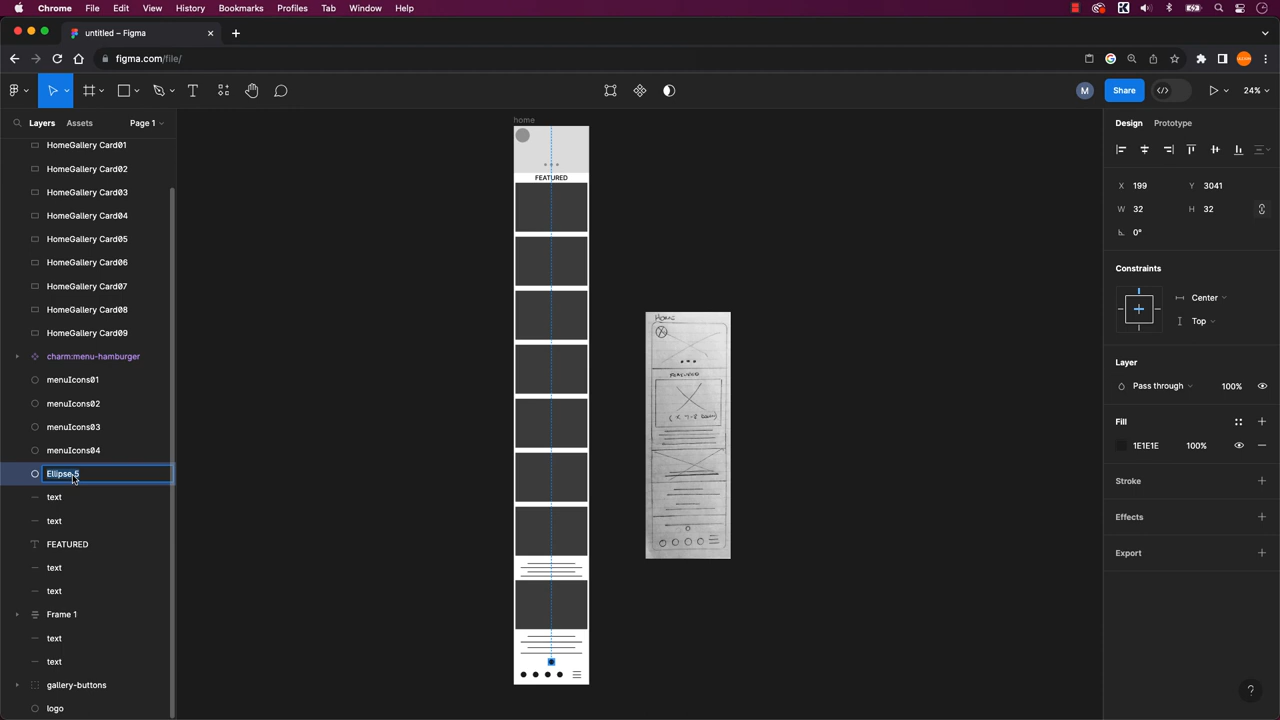 Chrome File Edit View History Bookmarks Profiles Tab Window Help
untitled – Figma
figma.com/file/
M Share 24%
Layers Assets Page 1
HomeGallery Card01
HomeGallery Card02
HomeGallery Card03
HomeGallery Card04
HomeGallery Card05
HomeGallery Card06
HomeGallery Card07
HomeGallery Card08
HomeGallery Card09
charm:menu-hamburger
menuIcons01
menuIcons02
menuIcons03
menuIcons04
Ellipse 5
text
text
FEATURED
text
text
Frame 1
text
text
gallery-buttons
logo
home
FEATURED
HOME
FEATURED
Design Prototype
X 199 Y 3041
W 32 H 32
0°
Constraints
Center
Top
Layer
Pass through 100%
Fill
1E1E1E 100%
Stroke
Effects
Export
?